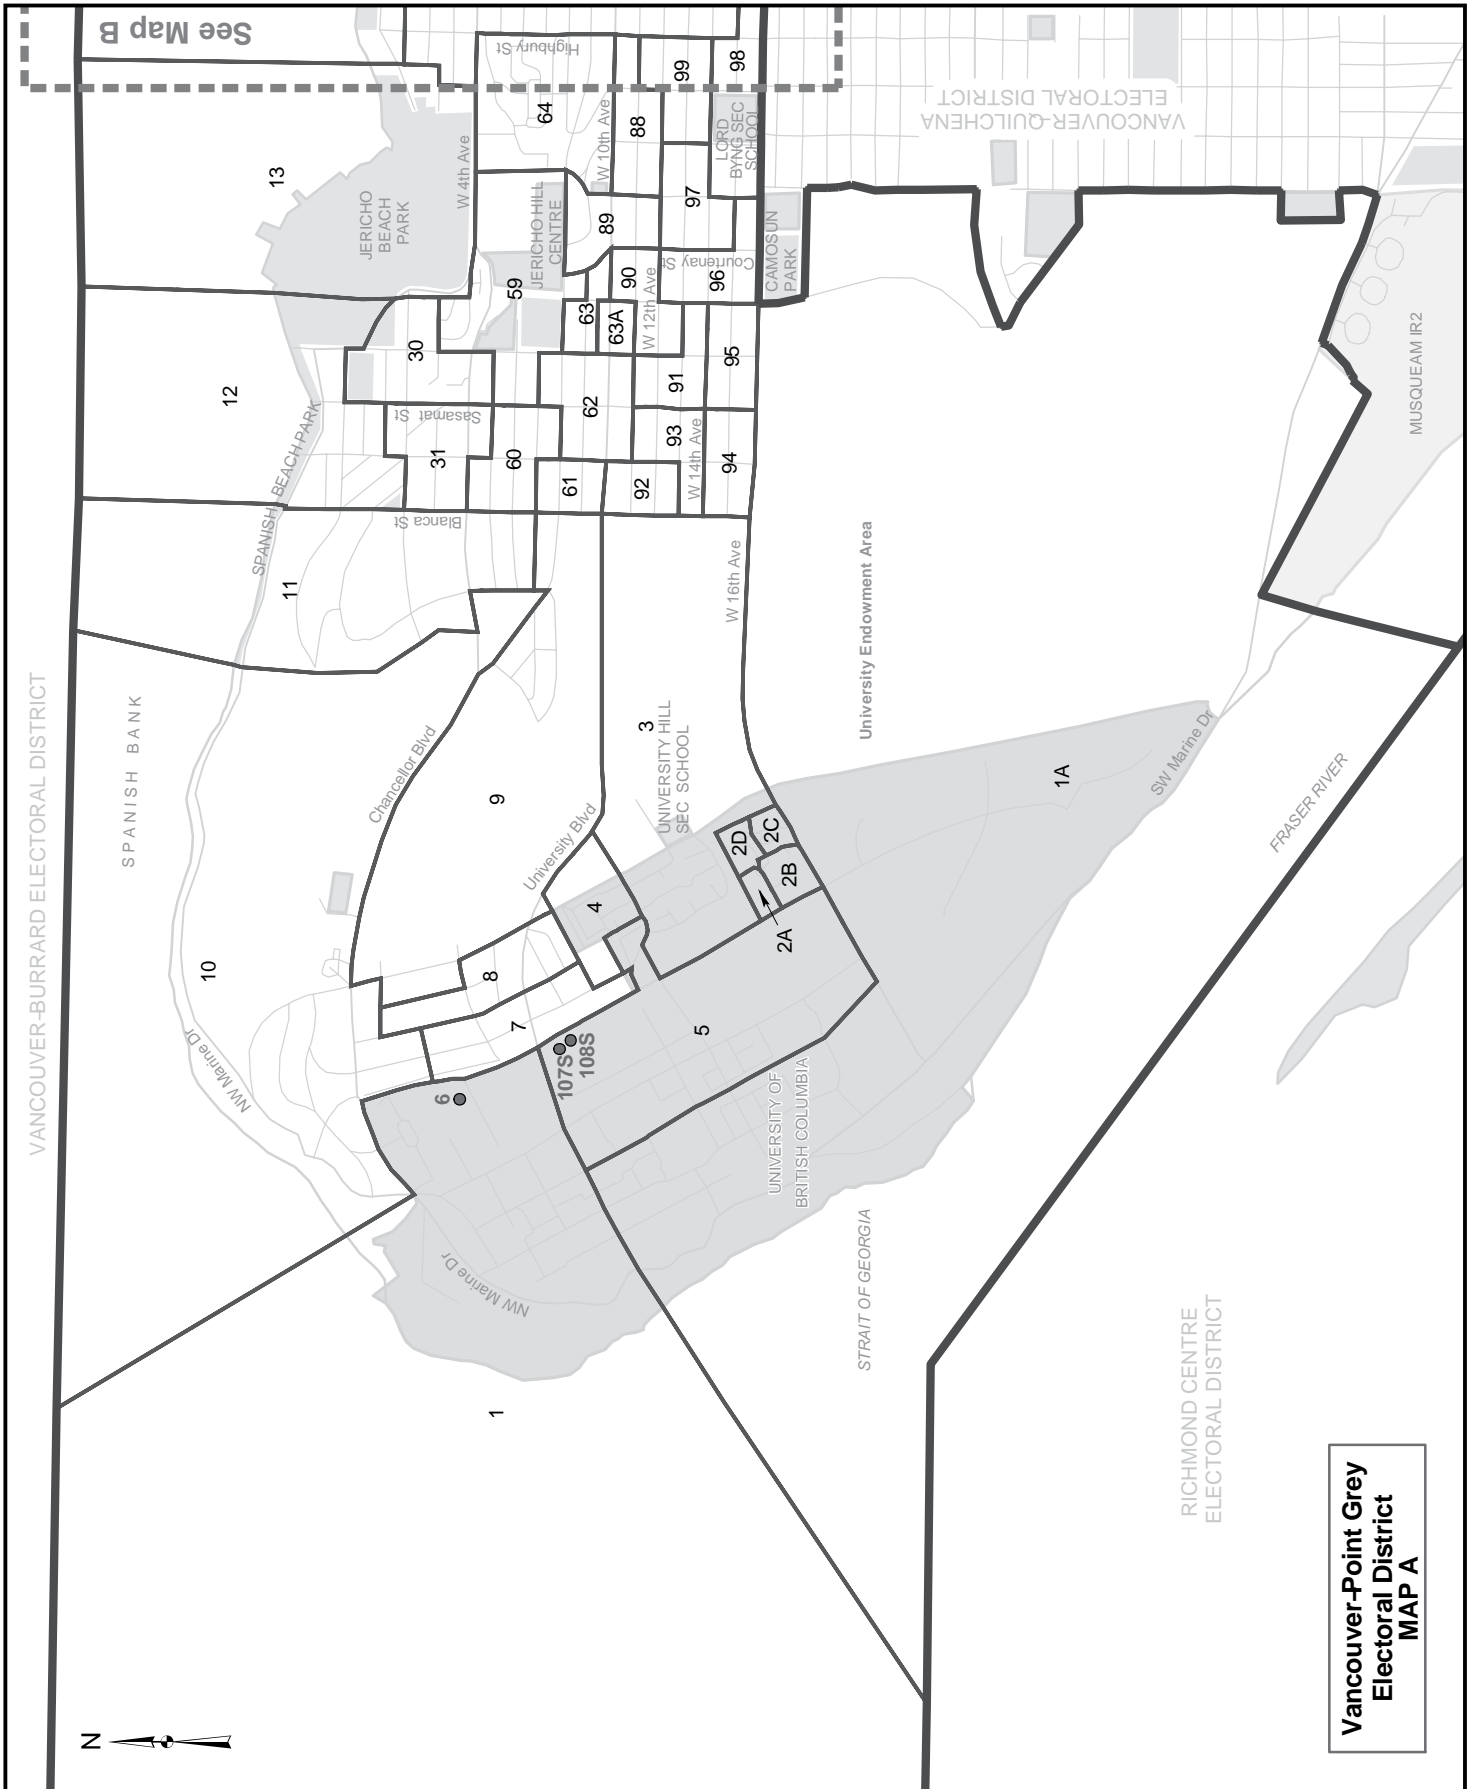 See Map B
VANCOUVER-BURRARD ELECTORAL DISTRICT
SPANISH BANK
13
JERICHO
BEACH
PARK
12
SPANISH BEACH PARK
11
10
NW Marine Dr
Highbury St
64
W 4th Ave
W 10th Ave
88
99
98
LORD
BYNG SEC
SCHOOL
JERICHO HILL
CENTRE
59
89
97
90
W 12th Ave
Courtenay St
96
CAMOSUN
PARK
30
63
63A
91
95
Sasamat St
31
60
62
61
93
92
W 14th Ave
94
Blanca St
W 16th Ave
University Endowment Area
Chancellor Blvd
9
University Blvd
3
UNIVERSITY HILL
SEC SCHOOL
4
2D
2C
2B
2A
1A
SW Marine Dr
FRASER RIVER
8
7
5
6
107S
108S
UNIVERSITY OF
BRITISH COLUMBIA
NW Marine Dr
1
STRAIT OF GEORGIA
VANCOUVER-QUILCHENA
ELECTORAL DISTRICT
MUSQUEAM IR2
RICHMOND CENTRE
ELECTORAL DISTRICT
N
Vancouver-Point Grey
Electoral District
MAP A